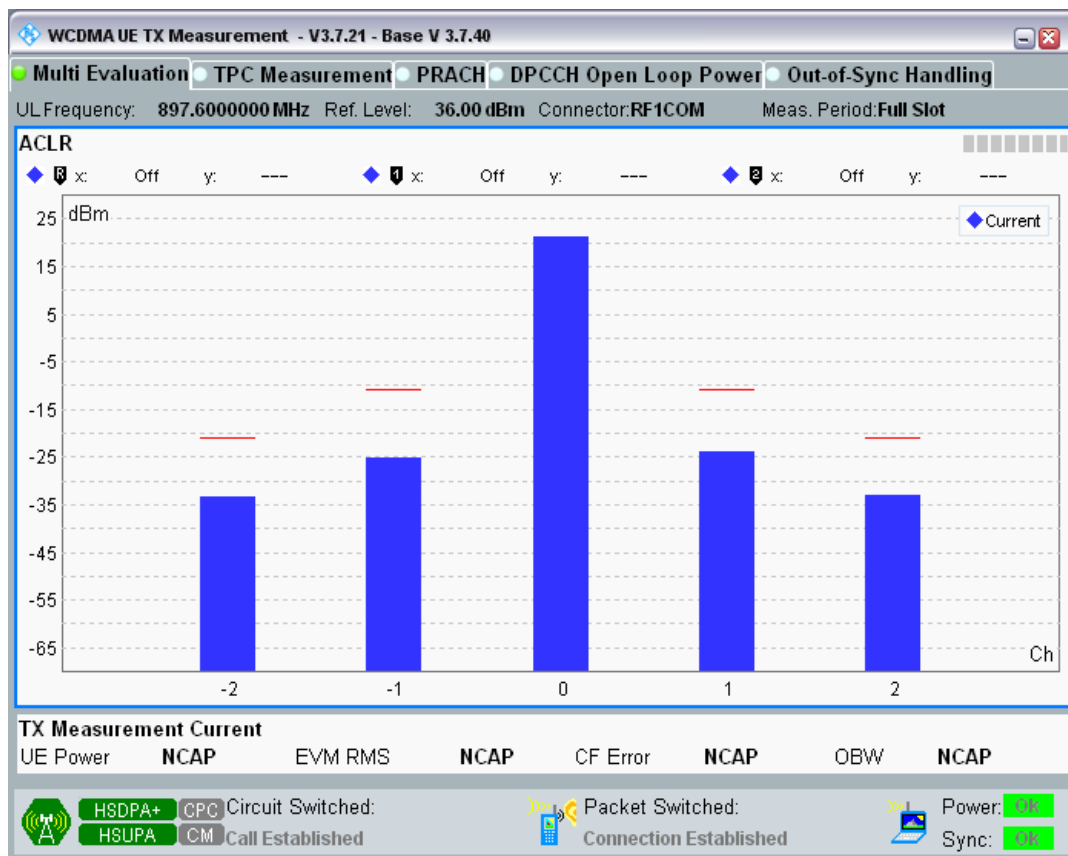 WCDMA UE TX Measurement - V3.7.21 - Base V 3.7.40
Multi Evaluation TPC Measurement PRACH DPCCH Open Loop Power Out-of-Sync Handling
UL Frequency: 897.6000000 MHz Ref. Level: 36.00 dBm Connector:RF1COM Meas. Period:Full Slot
ACLR
R x: Off y: --- 1 x: Off y: --- 2 x: Off y: ---
dBm
Current
25
15
5
-5
-15
-25
-35
-45
-55
-65
Ch
-2 -1 0 1 2
TX Measurement Current
UE Power NCAP EVM RMS NCAP CF Error NCAP OBW NCAP
HSDPA+ CPC Circuit Switched: Packet Switched: Power: OK
HSUPA CM Call Established Connection Established Sync: OK